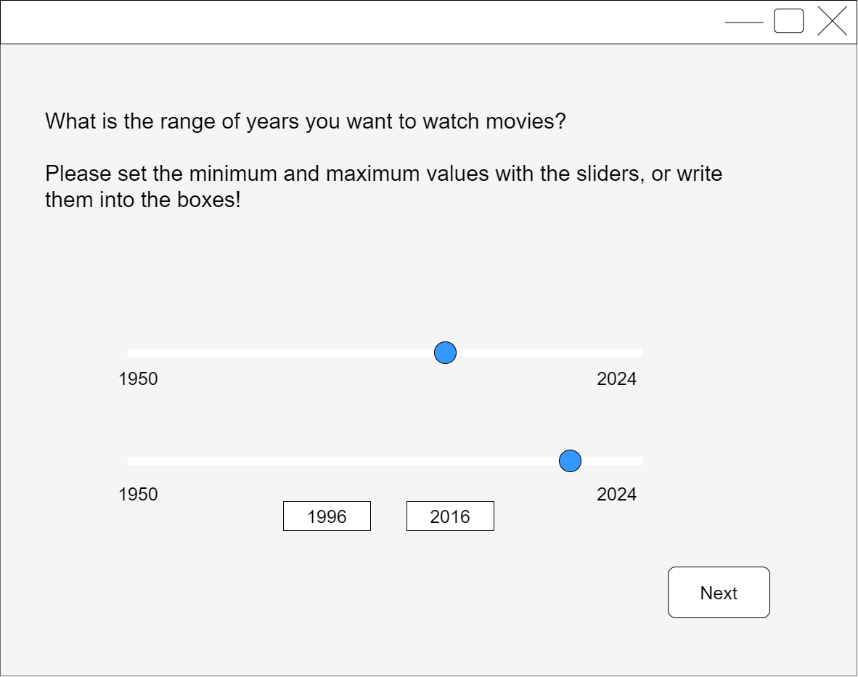 What is the range of years you want to watch movies?
Please set the minimum and maximum values with the sliders, or write
them into the boxes!
1950 2024
1950 2024
1996 2016
Next